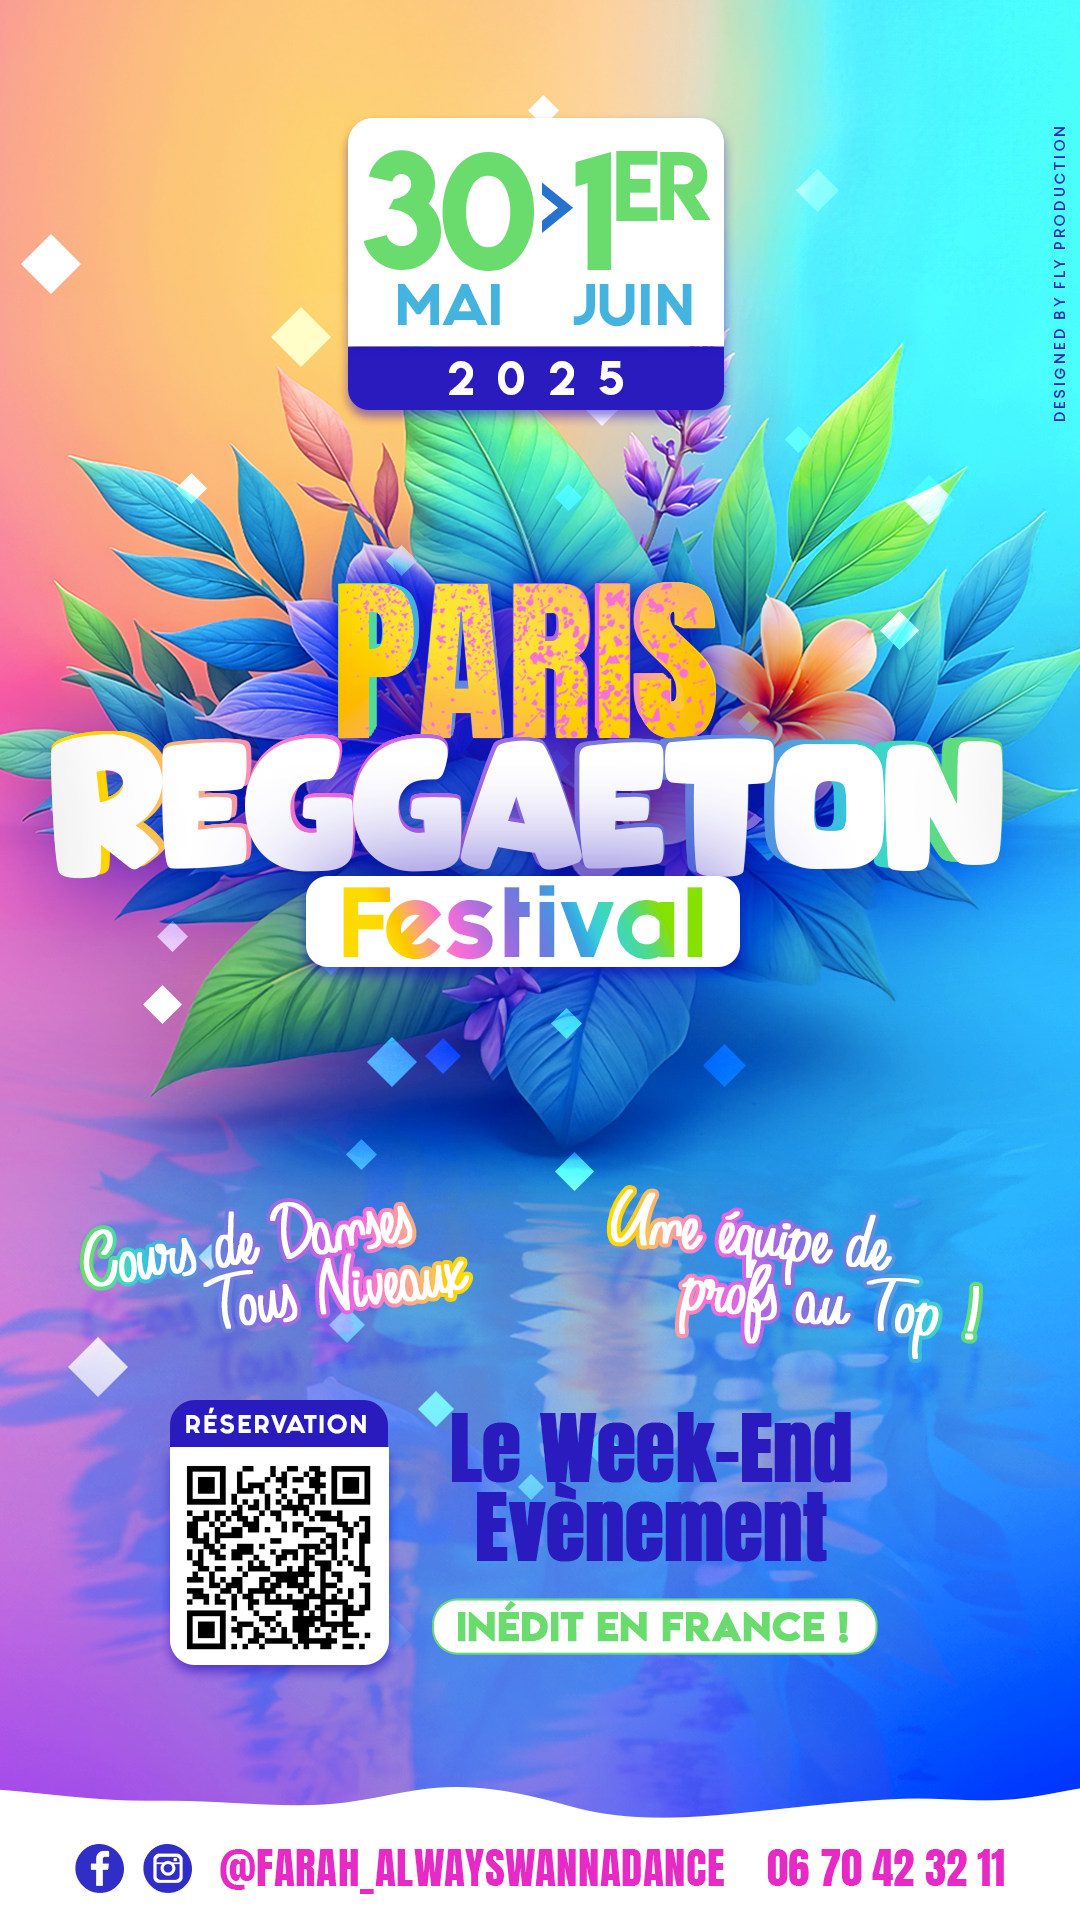 30>1ER
MAI JUIN
2025
DESIGNED BY FLY PRODUCTION
PARIS
REGGAETON
Festival
Cours de Danses
Tous Niveaux
Une équipe de
profs au Top !
RÉSERVATION
Le Week-End
Evènement
INÉDIT EN FRANCE !
@FARAH_ALWAYSWANNADANCE 06 70 42 32 11